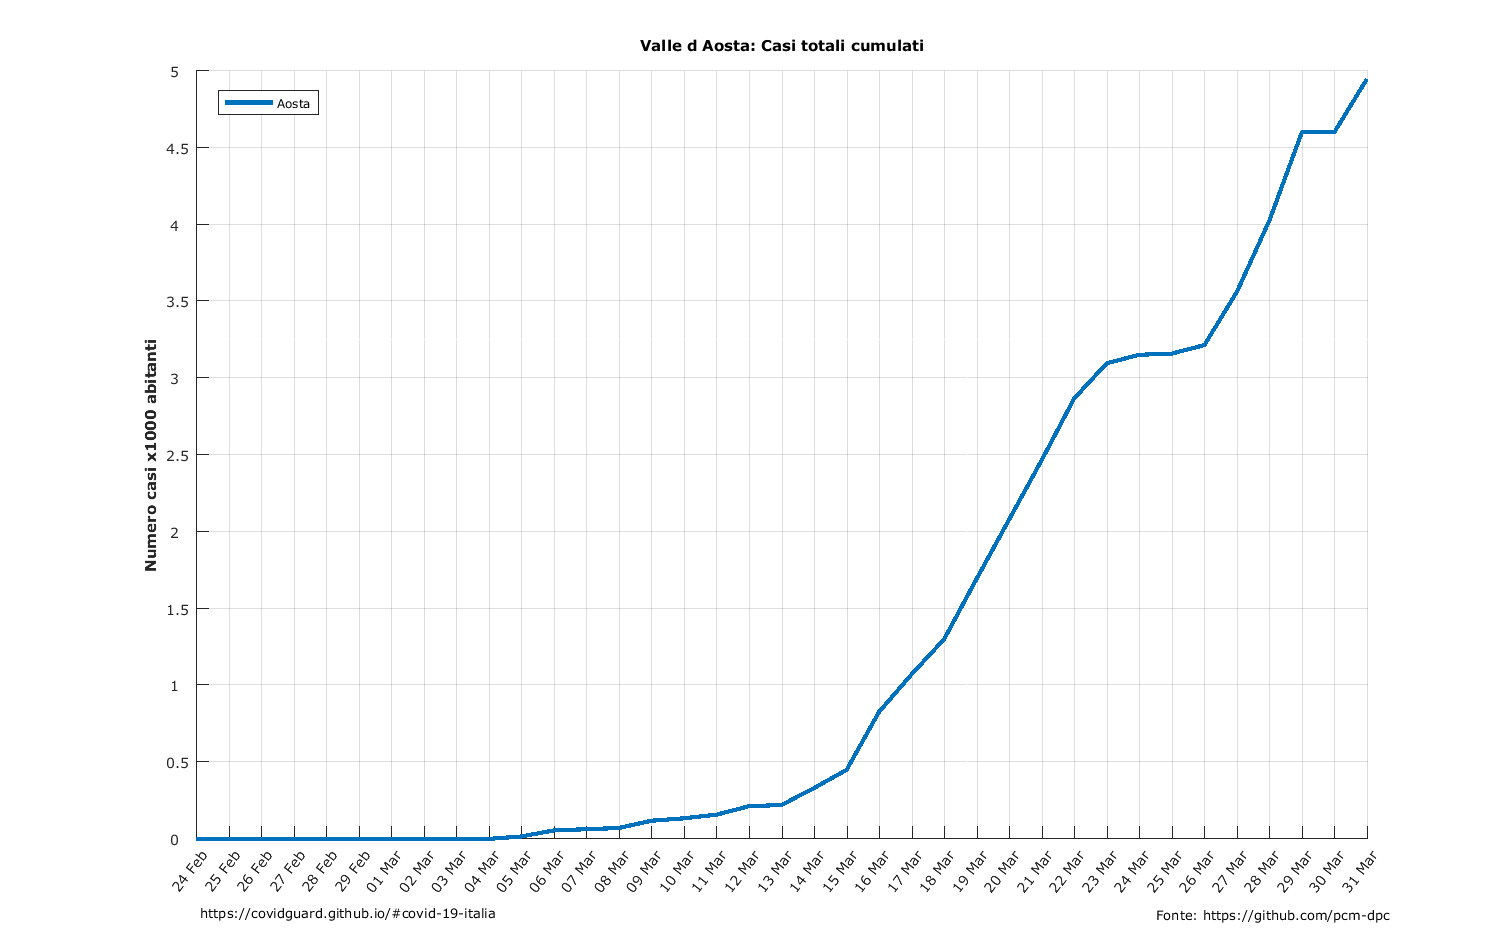 Valle d Aosta: Casi totali cumulati
Aosta
Numero casi x1000 abitanti
5
4.5
4
3.5
3
2.5
2
1.5
1
0.5
0
24 Feb
25 Feb
26 Feb
27 Feb
28 Feb
29 Feb
01 Mar
02 Mar
03 Mar
04 Mar
05 Mar
06 Mar
07 Mar
08 Mar
09 Mar
10 Mar
11 Mar
12 Mar
13 Mar
14 Mar
15 Mar
16 Mar
17 Mar
18 Mar
19 Mar
20 Mar
21 Mar
22 Mar
23 Mar
24 Mar
25 Mar
26 Mar
27 Mar
28 Mar
29 Mar
30 Mar
31 Mar
https://covidguard.github.io/#covid-19-italia
Fonte: https://github.com/pcm-dpc